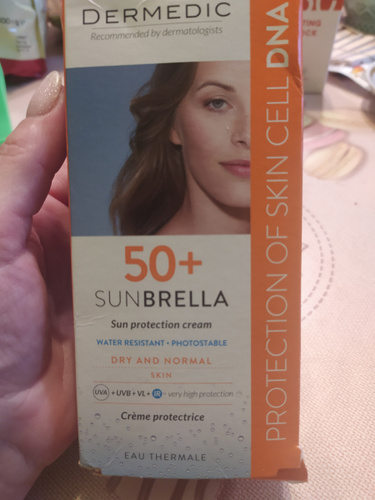 DERMEDIC
Recommended by dermatologists
50+
SUNBRELLA
Sun protection cream
WATER RESISTANT • PHOTOSTABLE
DRY AND NORMAL
SKIN
UVA + UVB + VL + IR = very high protection
Crème protectrice
EAU THERMALE
PROTECTION OF SKIN CELL DNA